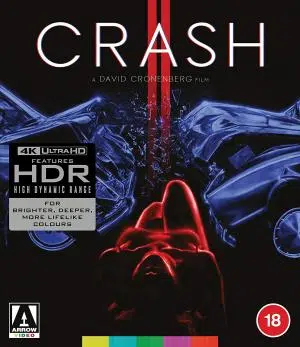 CRASH
A DAVID CRONENBERG FILM
4K ULTRA HD
FEATURES
HDR
HIGH DYNAMIC RANGE
FOR
BRIGHTER, DEEPER,
MORE LIFELIKE
COLOURS
ARROW
VIDEO
18